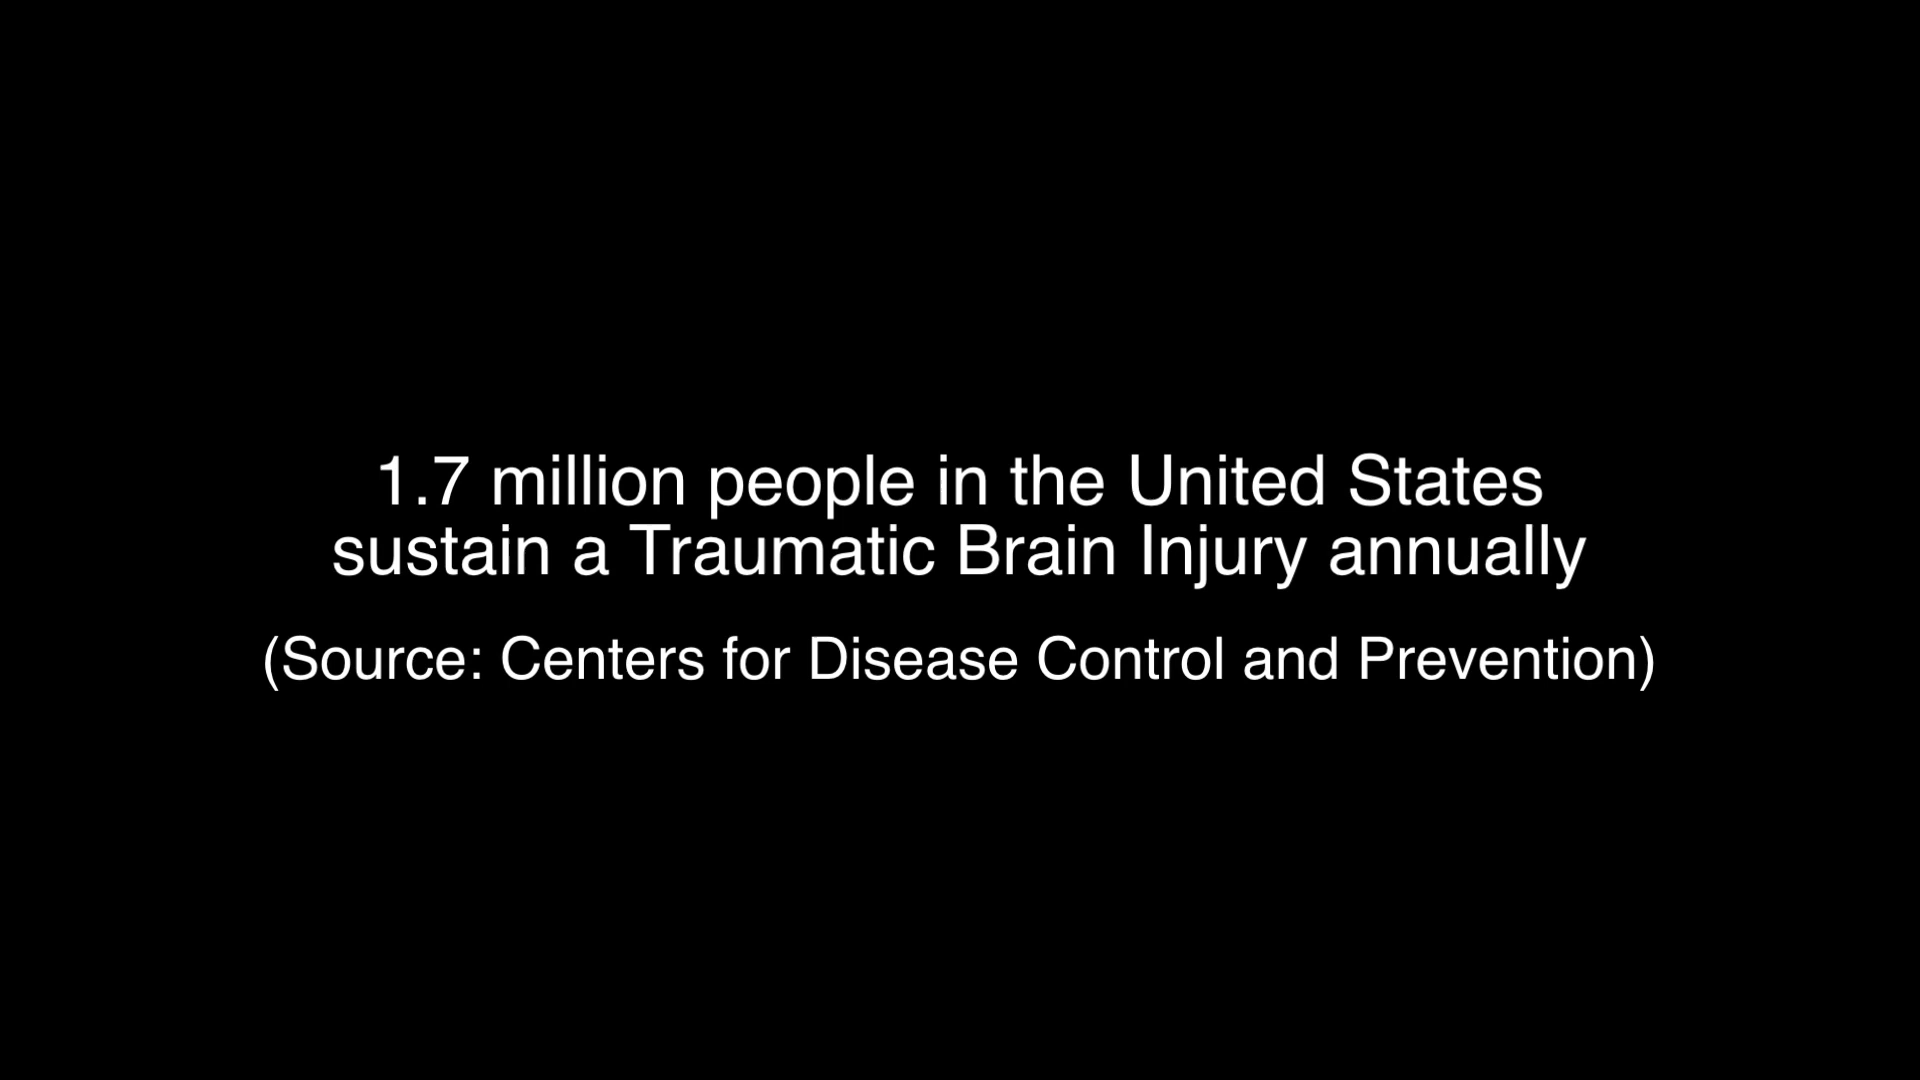 1.7 million people in the United States
sustain a Traumatic Brain Injury annually
(Source: Centers for Disease Control and Prevention)